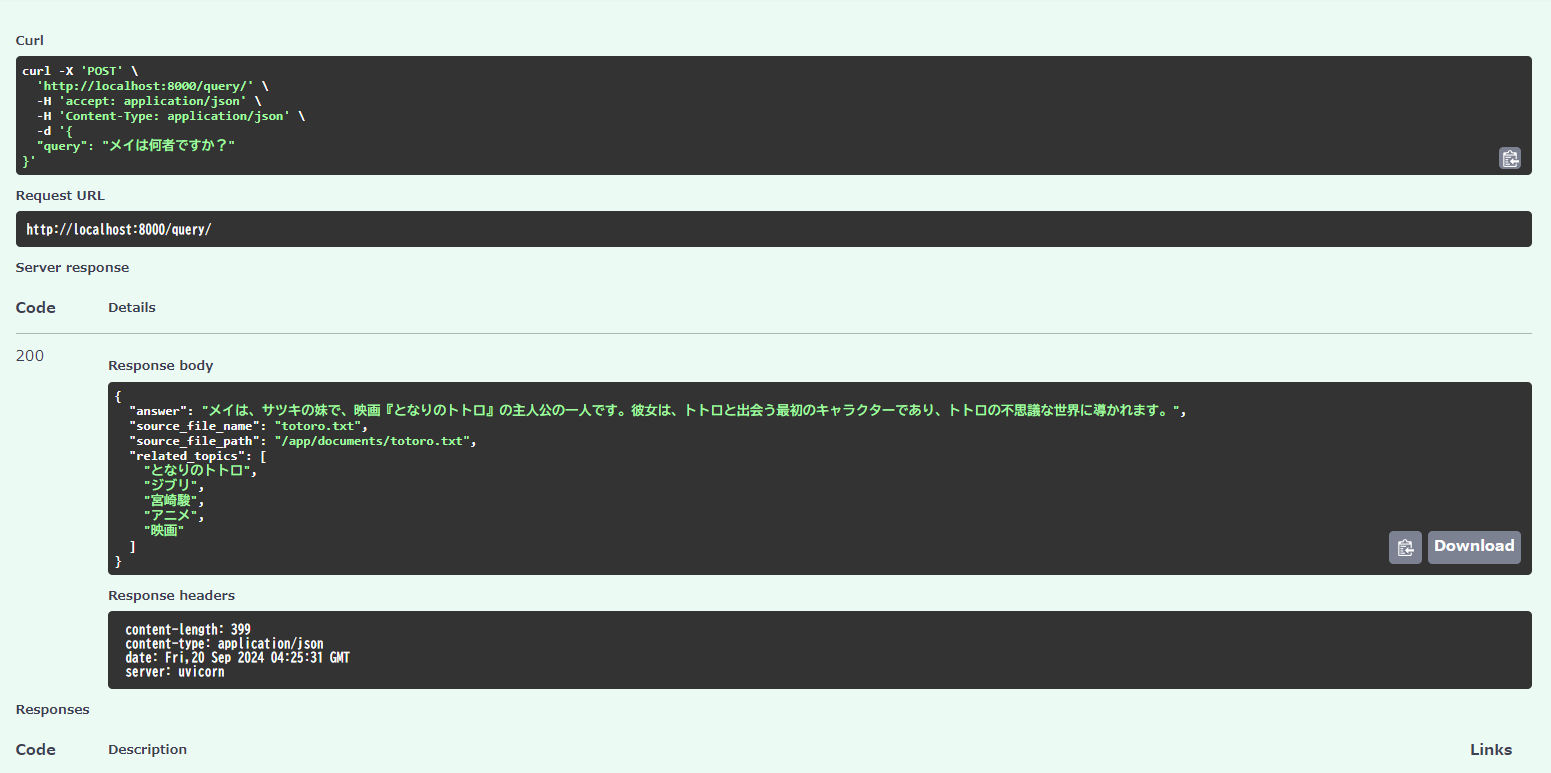 Curl
curl -X 'POST' \
'http://localhost:8000/query/' \
-H 'accept: application/json' \
-H 'Content-Type: application/json' \
-d '{
"query": "メイは何者ですか？"
}'
Request URL
http://localhost:8000/query/
Server response
Code Details
200
Response body
{
"answer": "メイは、サツキの妹で、映画『となりのトトロ』の主人公の一人です。彼女は、トトロと出会う最初のキャラクターであり、トトロの不思議な世界に導かれます。",
"source_file_name": "totoro.txt",
"source_file_path": "/app/documents/totoro.txt",
"related_topics": [
"となりのトトロ",
"ジブリ",
"宮崎駿",
"アニメ",
"映画"
]
}
Download
Response headers
content-length: 399
content-type: application/json
date: Fri,20 Sep 2024 04:25:31 GMT
server: uvicorn
Responses
Code Description Links